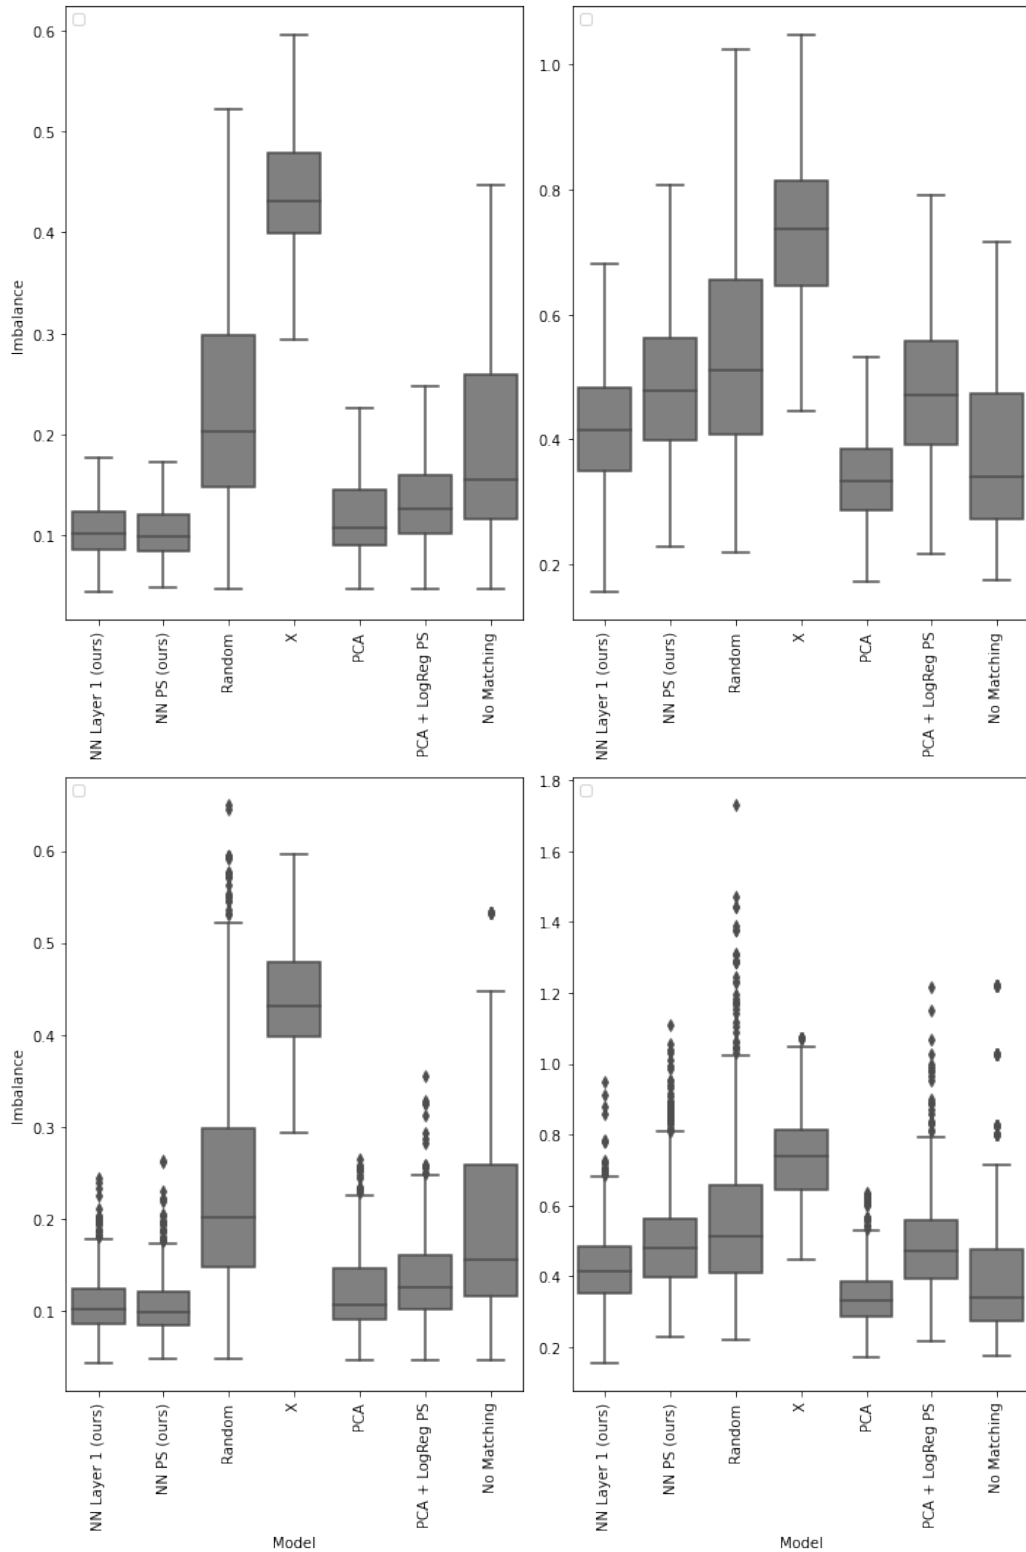 0.6
0.5
0.4
0.3
0.2
0.1
Imbalance
NN Layer 1 (ours)
NN PS (ours)
Random
X
PCA
PCA + LogReg PS
No Matching
1.0
0.8
0.6
0.4
0.2
NN Layer 1 (ours)
NN PS (ours)
Random
X
PCA
PCA + LogReg PS
No Matching
0.6
0.5
0.4
0.3
0.2
0.1
Imbalance
NN Layer 1 (ours)
NN PS (ours)
Random
X
PCA
PCA + LogReg PS
No Matching
Model
1.8
1.6
1.4
1.2
1.0
0.8
0.6
0.4
0.2
NN Layer 1 (ours)
NN PS (ours)
Random
X
PCA
PCA + LogReg PS
No Matching
Model